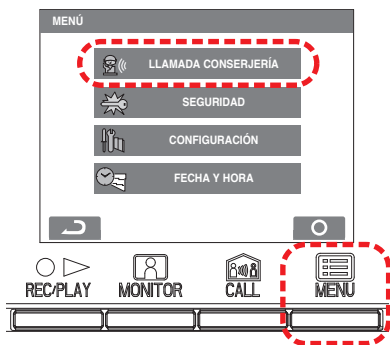 MENÚ
LLAMADA CONSERJERÍA
SEGURIDAD
CONFIGURACIÓN
FECHA Y HORA
REC/PLAY MONITOR CALL MENU